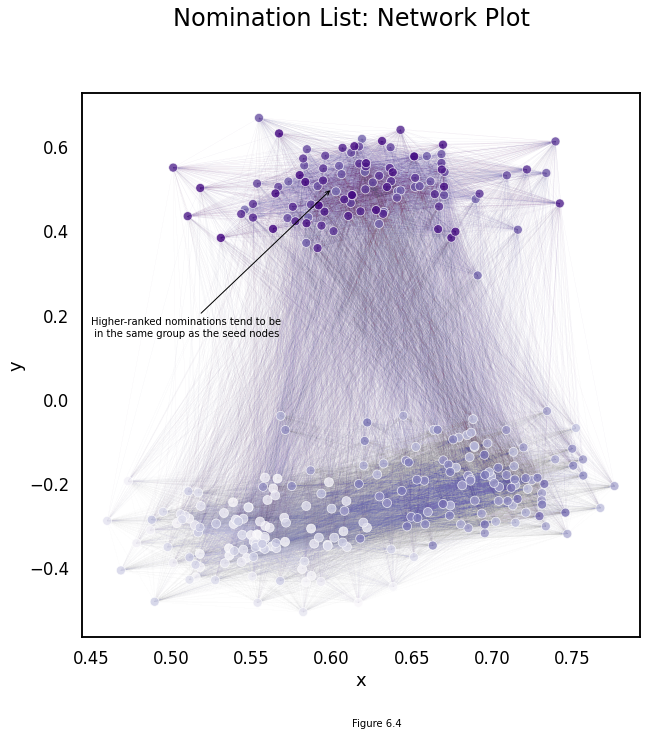 Nomination List: Network Plot
0.6
0.4
0.2
0.0
−0.2
−0.4
y
Higher-ranked nominations tend to be
in the same group as the seed nodes
0.45 0.50 0.55 0.60 0.65 0.70 0.75
x
Figure 6.4